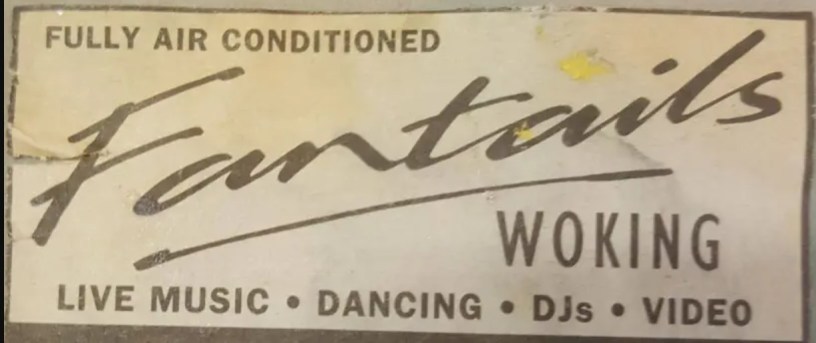 FULLY AIR CONDITIONED
Fantails
WOKING
LIVE MUSIC • DANCING • DJs • VIDEO